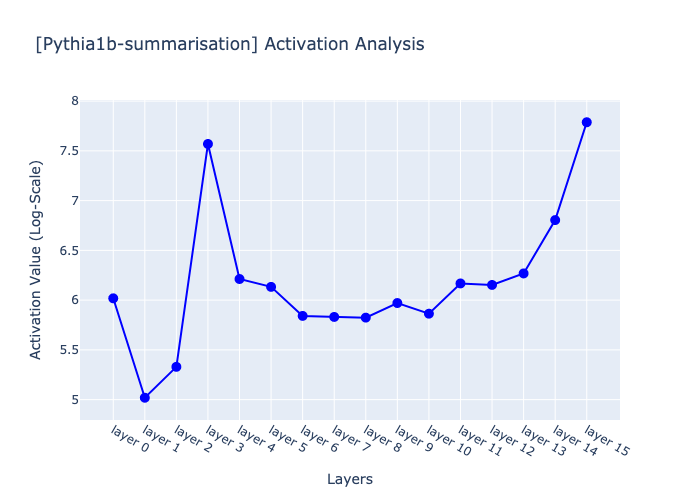 [Pythia1b-summarisation] Activation Analysis
8
7.5
7
6.5
6
5.5
5
Activation Value (Log-Scale)
layer 0
layer 1
layer 2
layer 3
layer 4
layer 5
layer 6
layer 7
layer 8
layer 9
layer 10
layer 11
layer 12
layer 13
layer 14
layer 15
Layers